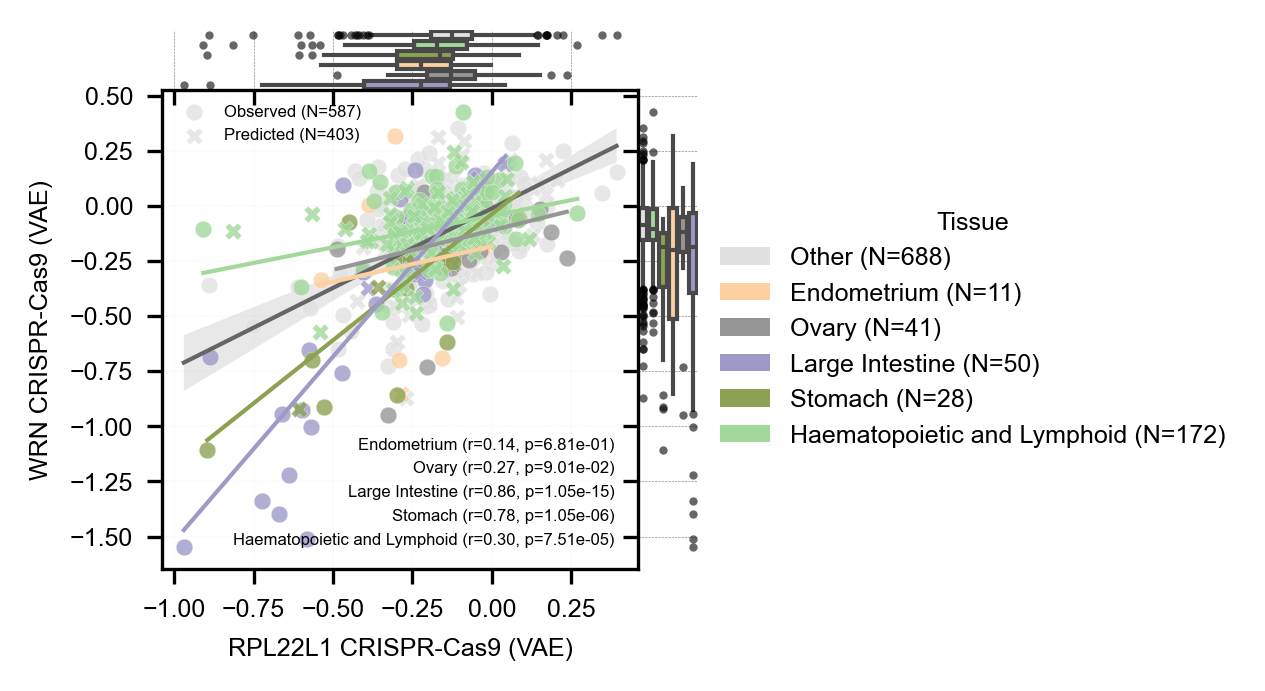 0.50
0.25
0.00
−0.25
−0.50
−0.75
−1.00
−1.25
−1.50
WRN CRISPR-Cas9 (VAE)
Observed (N=587)
Predicted (N=403)
Endometrium (r=0.14, p=6.81e-01)
Ovary (r=0.27, p=9.01e-02)
Large Intestine (r=0.86, p=1.05e-15)
Stomach (r=0.78, p=1.05e-06)
Haematopoietic and Lymphoid (r=0.30, p=7.51e-05)
−1.00 −0.75 −0.50 −0.25 0.00 0.25
RPL22L1 CRISPR-Cas9 (VAE)
Tissue
Other (N=688)
Endometrium (N=11)
Ovary (N=41)
Large Intestine (N=50)
Stomach (N=28)
Haematopoietic and Lymphoid (N=172)